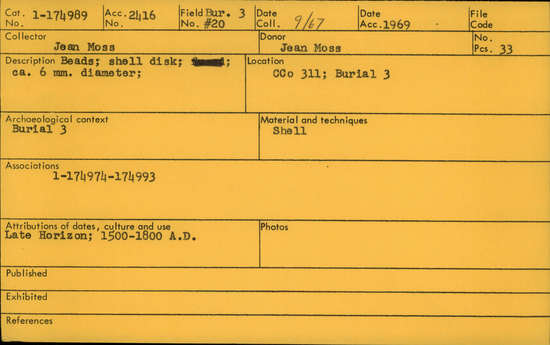 Cat. 1-174989 Acc. 2416 Field Bur. 3 Date Date File
No. No. No. #20 Coll. 9/67 Acc. 1969 Code
Collector Donor No.
Jean Moss Jean Moss Pcs. 33
Description Beads; shell disk; ; Location
ca. 6 mm. diameter; CCo 311; Burial 3
Archaeological context Material and techniques
Burial 3 Shell
Associations
1-174974-174993
Attributions of dates, culture and use Photos
Late Horizon; 1500-1800 A.D.
Published
Exhibited
References